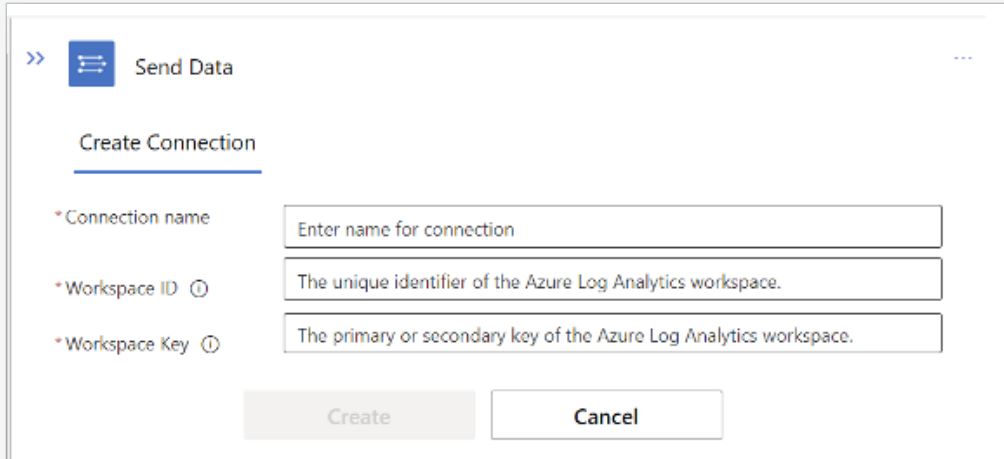 Send Data
Create Connection
*Connection name
Enter name for connection
*Workspace ID
The unique identifier of the Azure Log Analytics workspace.
*Workspace Key
The primary or secondary key of the Azure Log Analytics workspace.
Create
Cancel